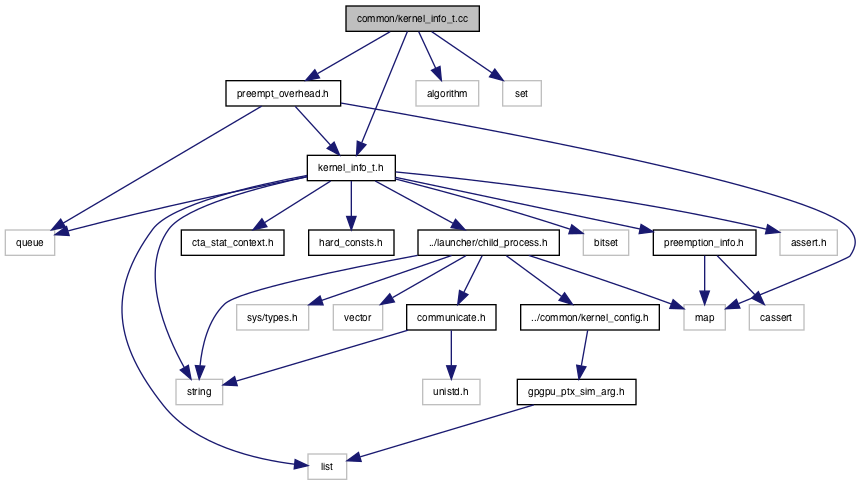 common/kernel_info_t.cc
preempt_overhead.h
algorithm
set
kernel_info_t.h
queue
cta_stat_context.h
hard_consts.h
../launcher/child_process.h
bitset
preemption_info.h
assert.h
sys/types.h
vector
communicate.h
../common/kernel_config.h
map
cassert
string
unistd.h
gpgpu_ptx_sim_arg.h
list